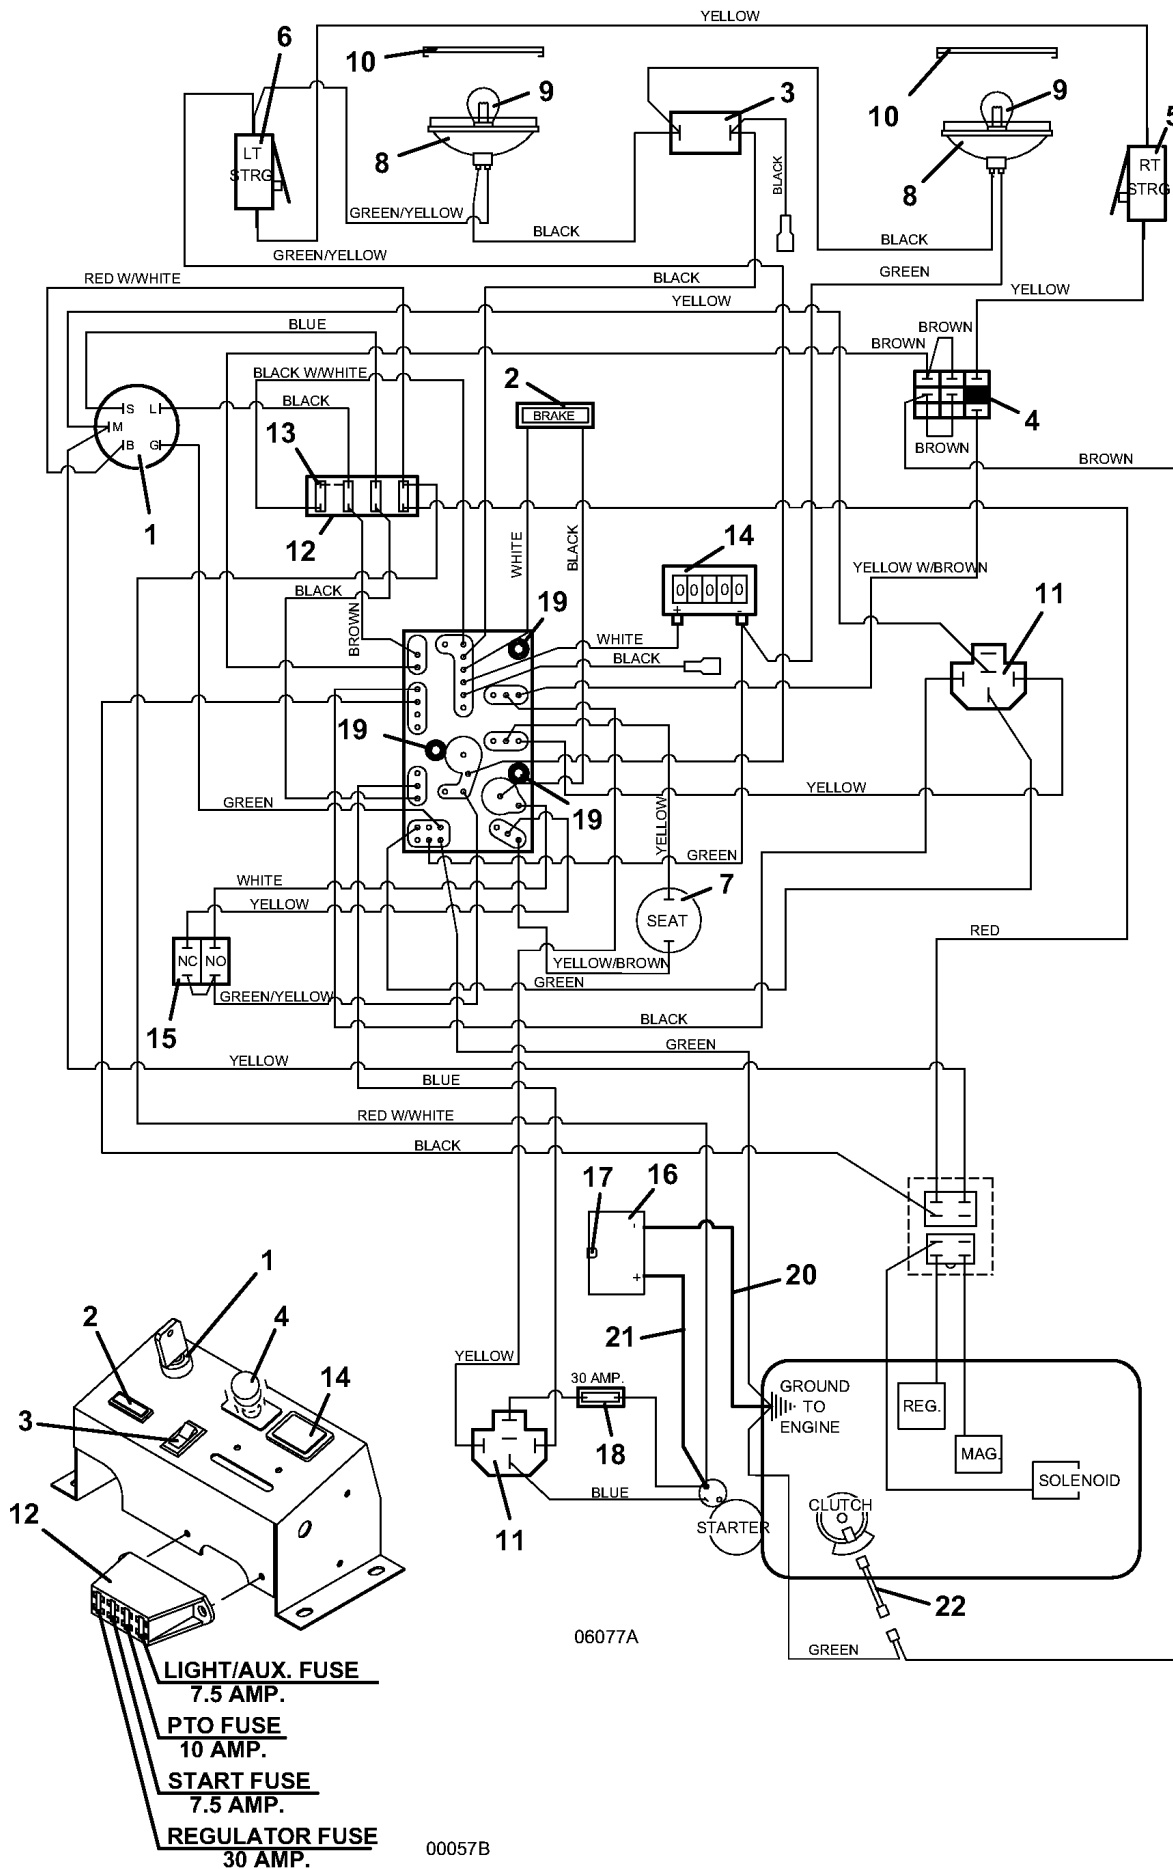 YELLOW
6
10
9
3
10
9
5
LT
STRG
8
BLACK
8
RT
STRG
GREEN/YELLOW
BLACK
BLACK
GREEN/YELLOW
GREEN
RED W/WHITE
BLACK
YELLOW
YELLOW
BLUE
BROWN
BROWN
BLACK W/WHITE
2
BLACK
BRAKE
4
S L
M
B G
13
BROWN
BROWN
1
12
WHITE
BLACK
14
YELLOW W/BROWN
00000
+ -
11
BLACK
BROWN
19
WHITE
BLACK
19
YELLOW
GREEN
19
YELLOW
GREEN
WHITE
7
YELLOW
SEAT
RED
NC NO
YELLOW/BROWN
GREEN
GREEN/YELLOW
15
BLACK
GREEN
YELLOW
BLUE
RED W/WHITE
BLACK
17
16
-
+
1
20
2
4
21
YELLOW
14
30 AMP.
GROUND
TO
ENGINE
REG.
3
18
MAG.
SOLENOID
BLUE
12
11
STARTER
CLUTCH
22
06077A
GREEN
LIGHT/AUX. FUSE
7.5 AMP.
PTO FUSE
10 AMP.
START FUSE
7.5 AMP.
REGULATOR FUSE
30 AMP.
00057B